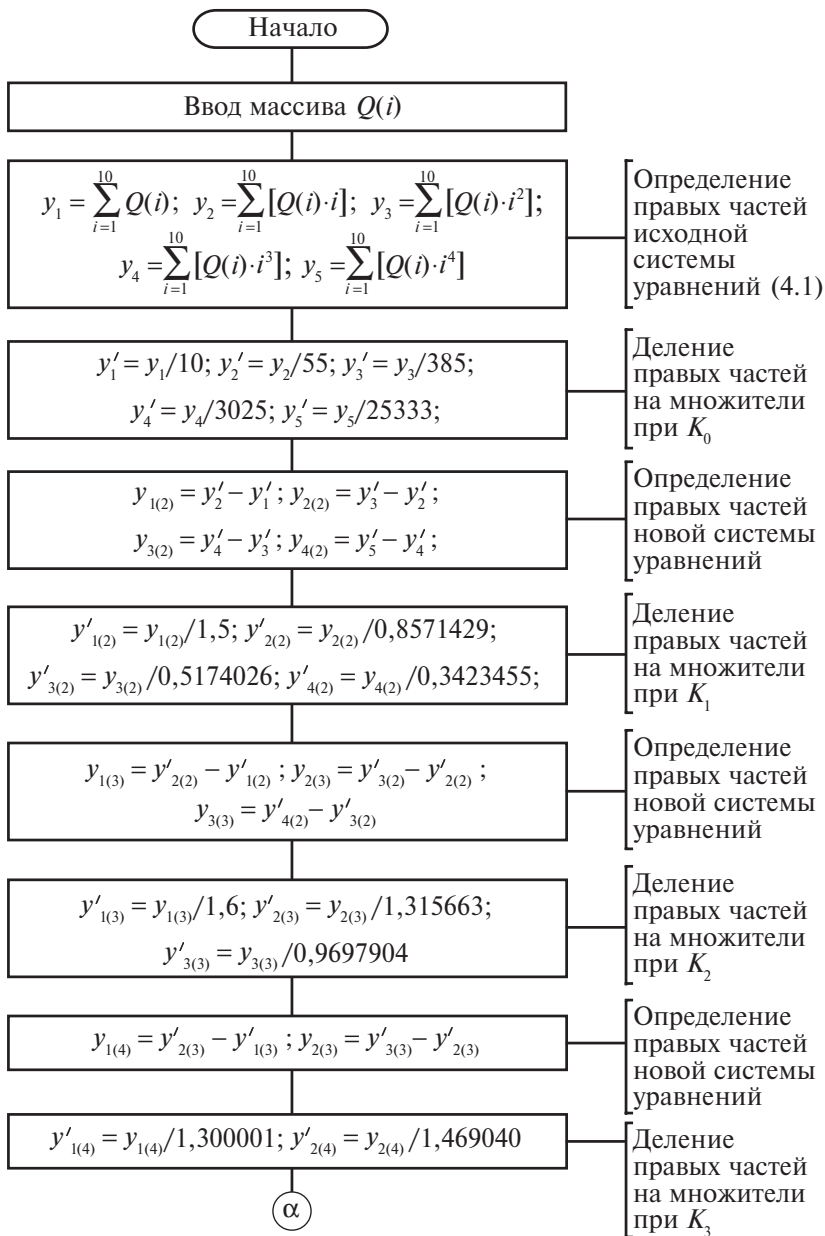 Начало
Ввод массива Q(i)
y₁ = ∑_{i=1}^{10} Q(i); y₂ = ∑_{i=1}^{10} [Q(i)·i]; y₃ = ∑_{i=1}^{10} [Q(i)·i²];
y₄ = ∑_{i=1}^{10} [Q(i)·i³]; y₅ = ∑_{i=1}^{10} [Q(i)·i⁴]
Определение
правых частей
исходной
системы
уравнений (4.1)
y₁′ = y₁/10; y₂′ = y₂/55; y₃′ = y₃/385;
y₄′ = y₄/3025; y₅′ = y₅/25333;
Деление
правых частей
на множители
при K₀
y₁₍₂₎ = y₂′ − y₁′; y₂₍₂₎ = y₃′ − y₂′;
y₃₍₂₎ = y₄′ − y₃′; y₄₍₂₎ = y₅′ − y₄′;
Определение
правых частей
новой системы
уравнений
y′₁₍₂₎ = y₁₍₂₎/1,5; y′₂₍₂₎ = y₂₍₂₎/0,8571429;
y′₃₍₂₎ = y₃₍₂₎/0,5174026; y′₄₍₂₎ = y₄₍₂₎/0,3423455;
Деление
правых частей
на множители
при K₁
y₁₍₃₎ = y′₂₍₂₎ − y′₁₍₂₎; y₂₍₃₎ = y′₃₍₂₎ − y′₂₍₂₎;
y₃₍₃₎ = y′₄₍₂₎ − y′₃₍₂₎
Определение
правых частей
новой системы
уравнений
y′₁₍₃₎ = y₁₍₃₎/1,6; y′₂₍₃₎ = y₂₍₃₎/1,315663;
y′₃₍₃₎ = y₃₍₃₎/0,9697904
Деление
правых частей
на множители
при K₂
y₁₍₄₎ = y′₂₍₃₎ − y′₁₍₃₎; y₂₍₃₎ = y′₃₍₃₎ − y′₂₍₃₎
Определение
правых частей
новой системы
уравнений
y′₁₍₄₎ = y₁₍₄₎/1,300001; y′₂₍₄₎ = y₂₍₄₎/1,469040
Деление
правых частей
на множители
при K₃
α